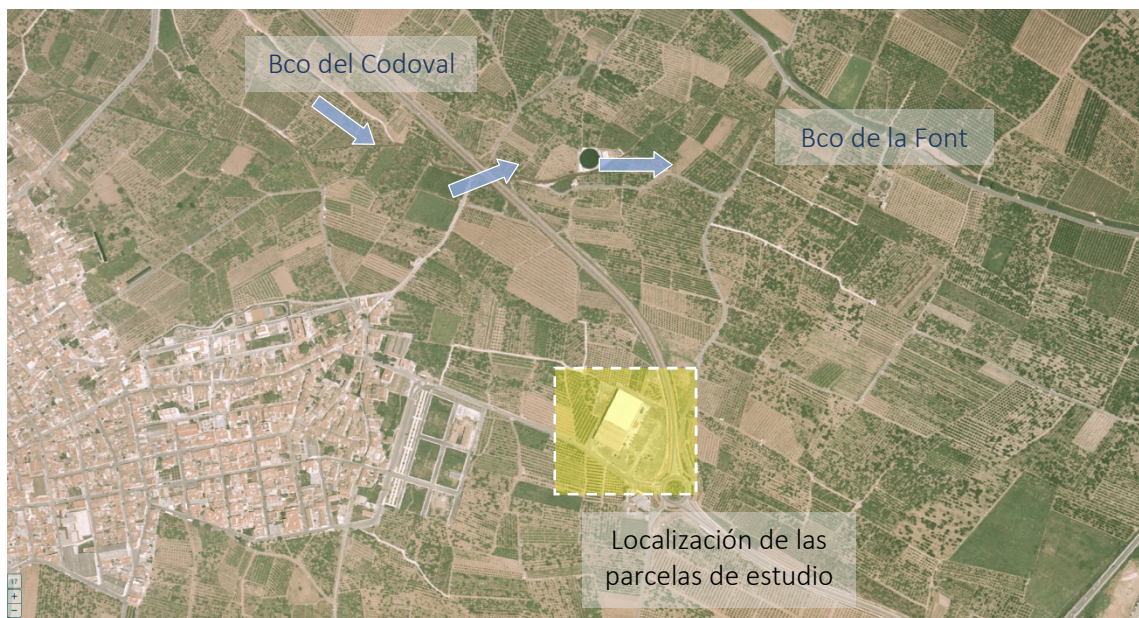 Bco del Codoval
Bco de la Font
Localización de las
parcelas de estudio
+
−